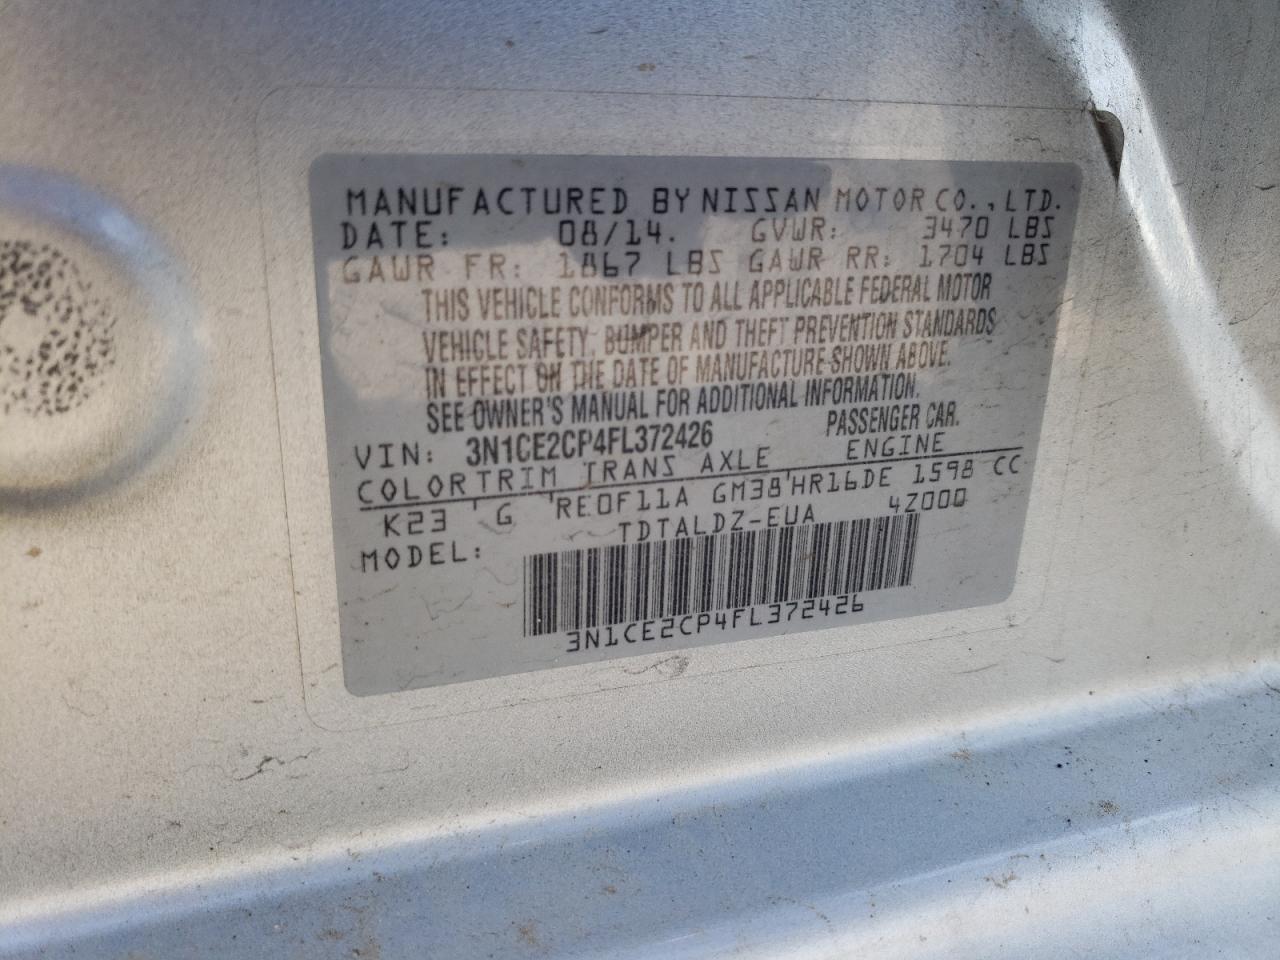 MANUFACTURED BY NISSAN MOTOR CO., LTD.
DATE: 08/14. GVWR: 3470 LBS
GAWR FR: 1867 LBS GAWR RR: 1704 LBS
THIS VEHICLE CONFORMS TO ALL APPLICABLE FEDERAL MOTOR
VEHICLE SAFETY, BUMPER AND THEFT PREVENTION STANDARDS
IN EFFECT ON THE DATE OF MANUFACTURE SHOWN ABOVE.
SEE OWNER'S MANUAL FOR ADDITIONAL INFORMATION.
VIN: 3N1CE2CP4FL372426 PASSENGER CAR.
COLOR TRIM TRANS AXLE ENGINE
K23 'G 'RE0F11A GM38'HR16DE 1598 CC
MODEL: TDTALDZ-EUA 4Z000
3N1CE2CP4FL372426